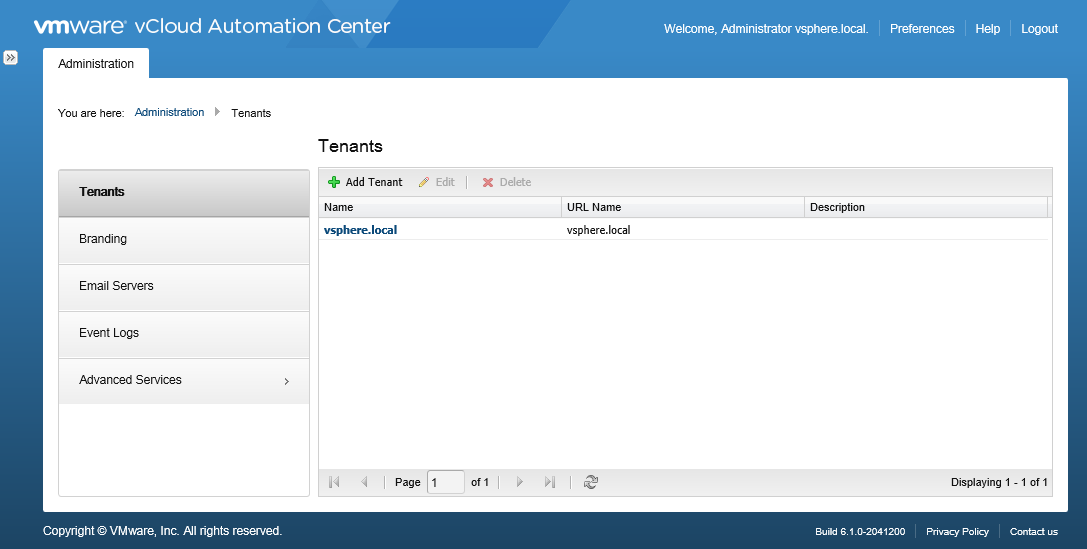 vmware vCloud Automation Center
Welcome, Administrator vsphere.local. Preferences Help Logout
Administration
You are here: Administration Tenants
Tenants
Tenants
Branding
Email Servers
Event Logs
Advanced Services
Add Tenant Edit Delete
Name URL Name Description
vsphere.local vsphere.local
Page 1 of 1 Displaying 1 - 1 of 1
Copyright © VMware, Inc. All rights reserved. Build 6.1.0-2041200 Privacy Policy Contact us